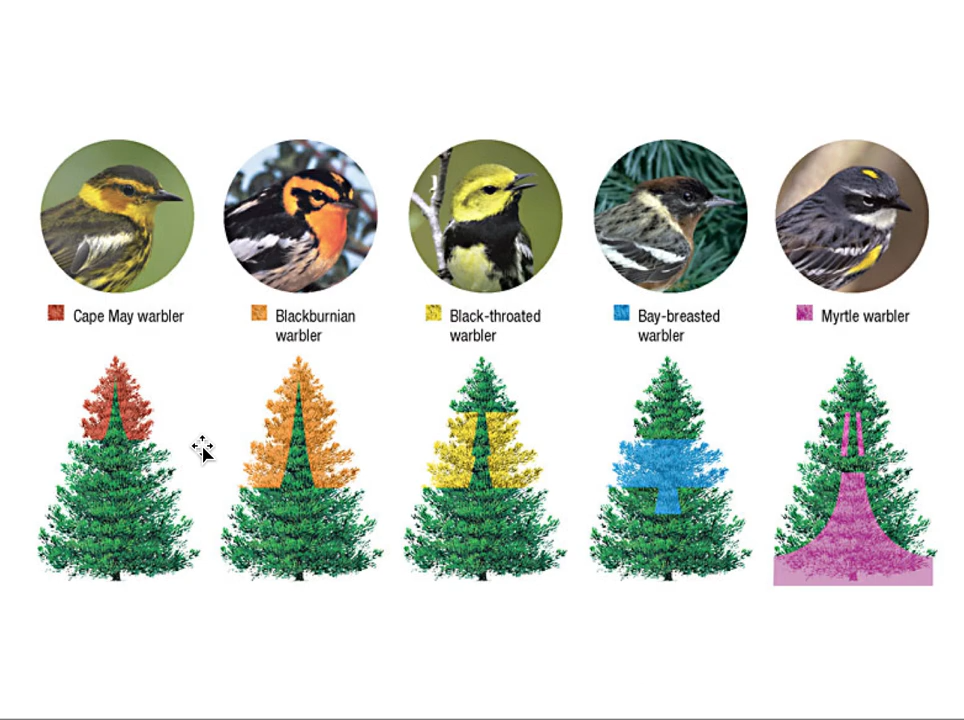 Cape May warbler
Blackburnian
warbler
Black-throated
warbler
Bay-breasted
warbler
Myrtle warbler